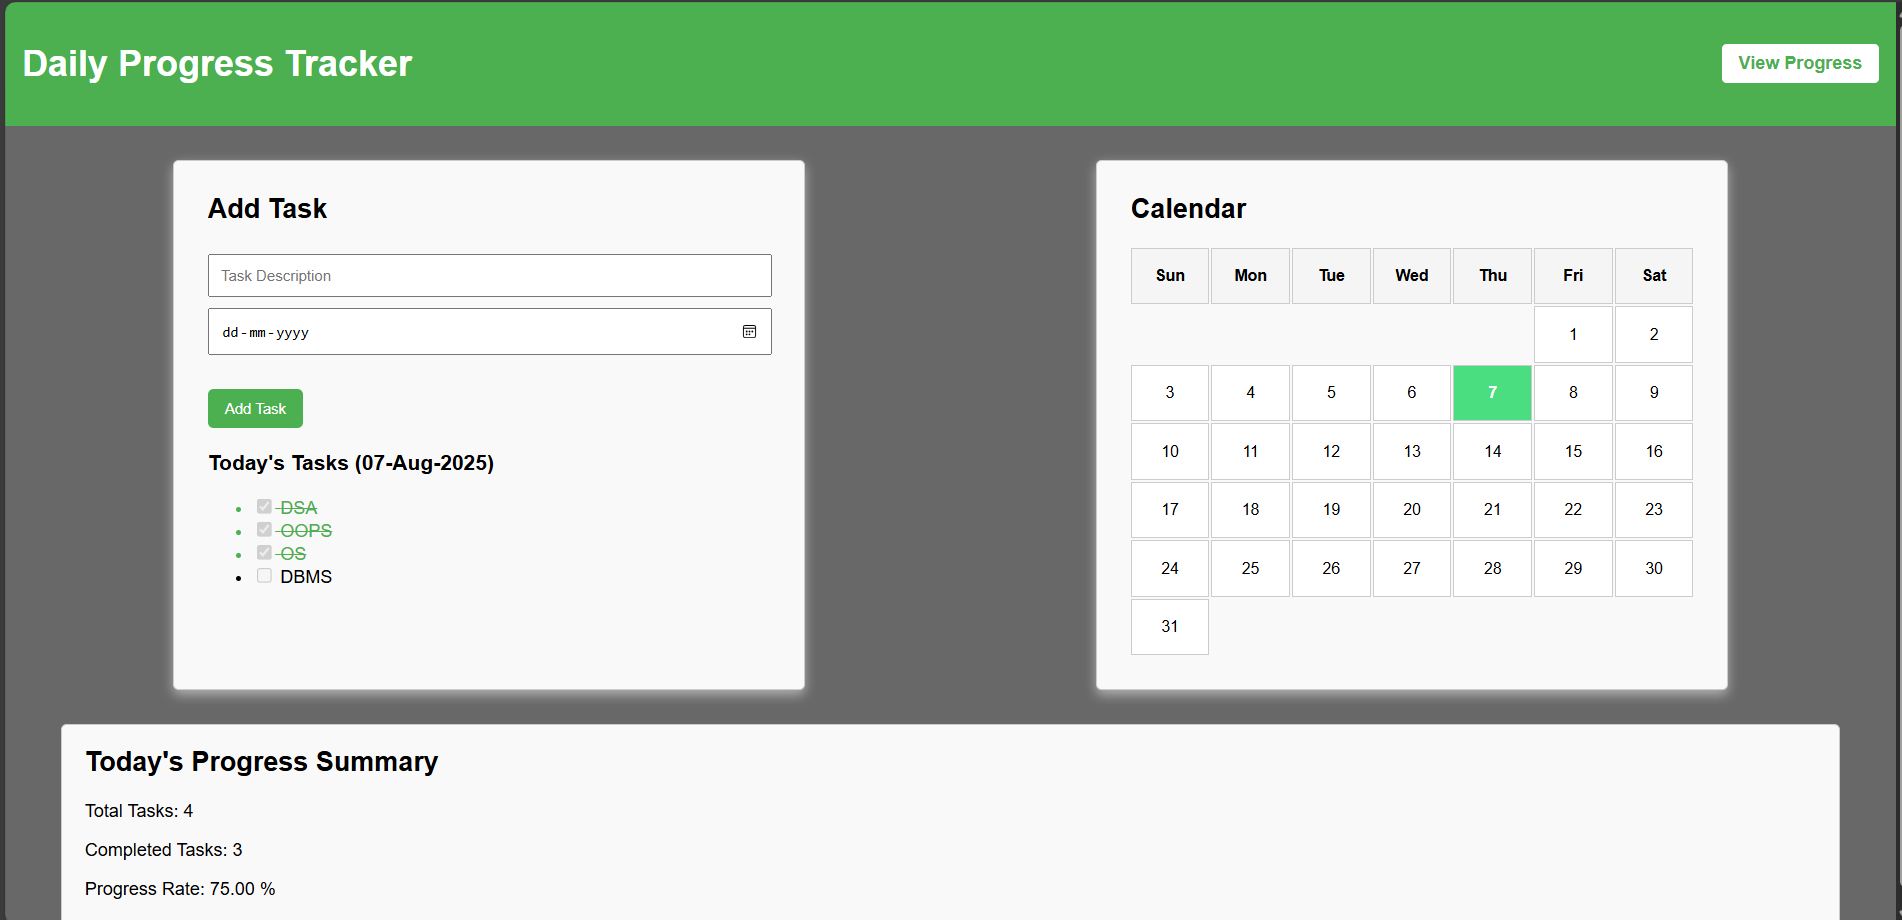 Daily Progress Tracker
View Progress
Add Task
Task Description
dd-mm-yyyy
Add Task
Today's Tasks (07-Aug-2025)
DSA
OOPS
OS
DBMS
Calendar
Sun Mon Tue Wed Thu Fri Sat
1 2
3 4 5 6 7 8 9
10 11 12 13 14 15 16
17 18 19 20 21 22 23
24 25 26 27 28 29 30
31
Today's Progress Summary
Total Tasks: 4
Completed Tasks: 3
Progress Rate: 75.00 %